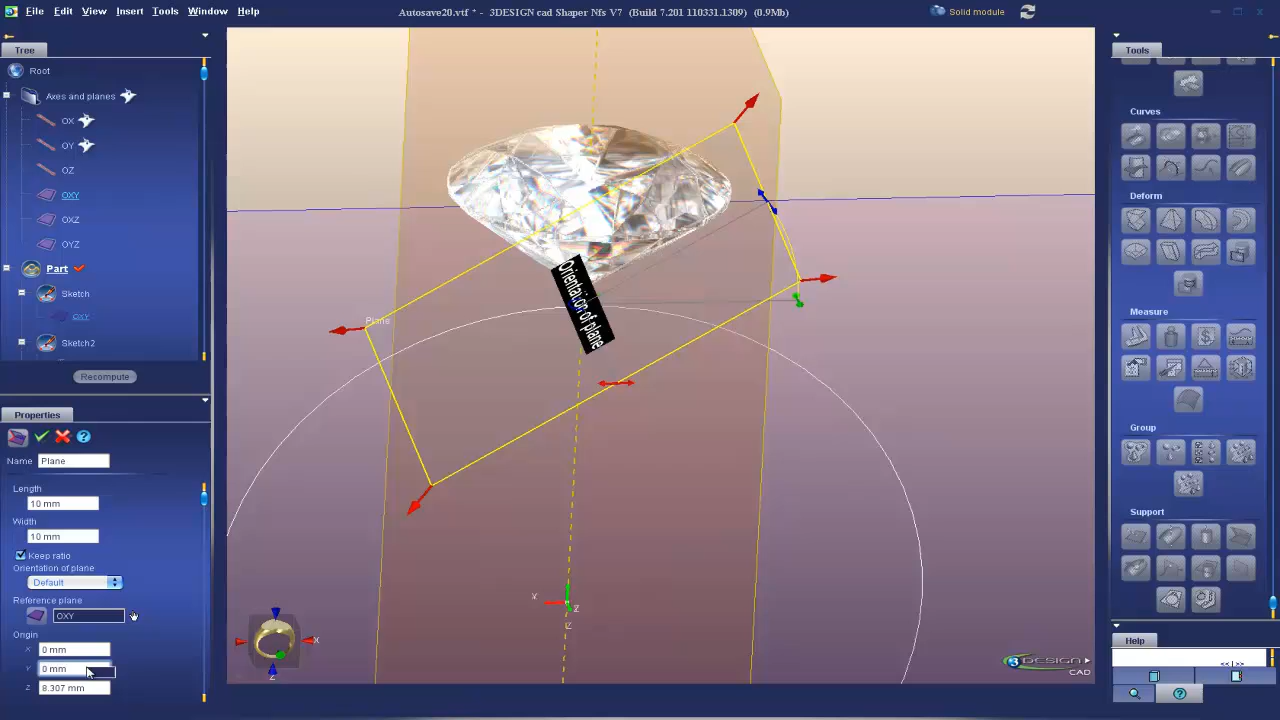 File Edit View Insert Tools Window Help
Autosave20.vtf * - 3DESIGN cad Shaper Nfs V7 (Build 7.201 110331.1309) (0.9Mb)
Solid module
Tree
Root
Axes and planes
OX
OY
OZ
OXY
OXZ
OYZ
Part
Sketch
OXY
Sketch2
Recompute
Properties
Name Plane
Length
10 mm
Width
10 mm
Keep ratio
Orientation of plane
Default
Reference plane
OXY
Origin
X 0 mm
Y 0 mm
Z 8.307 mm
Plane
Orientation of plane
Y
Z
Z
X
Z
3DESIGN
CAD
Tools
Curves
Deform
Measure
Group
Support
Help